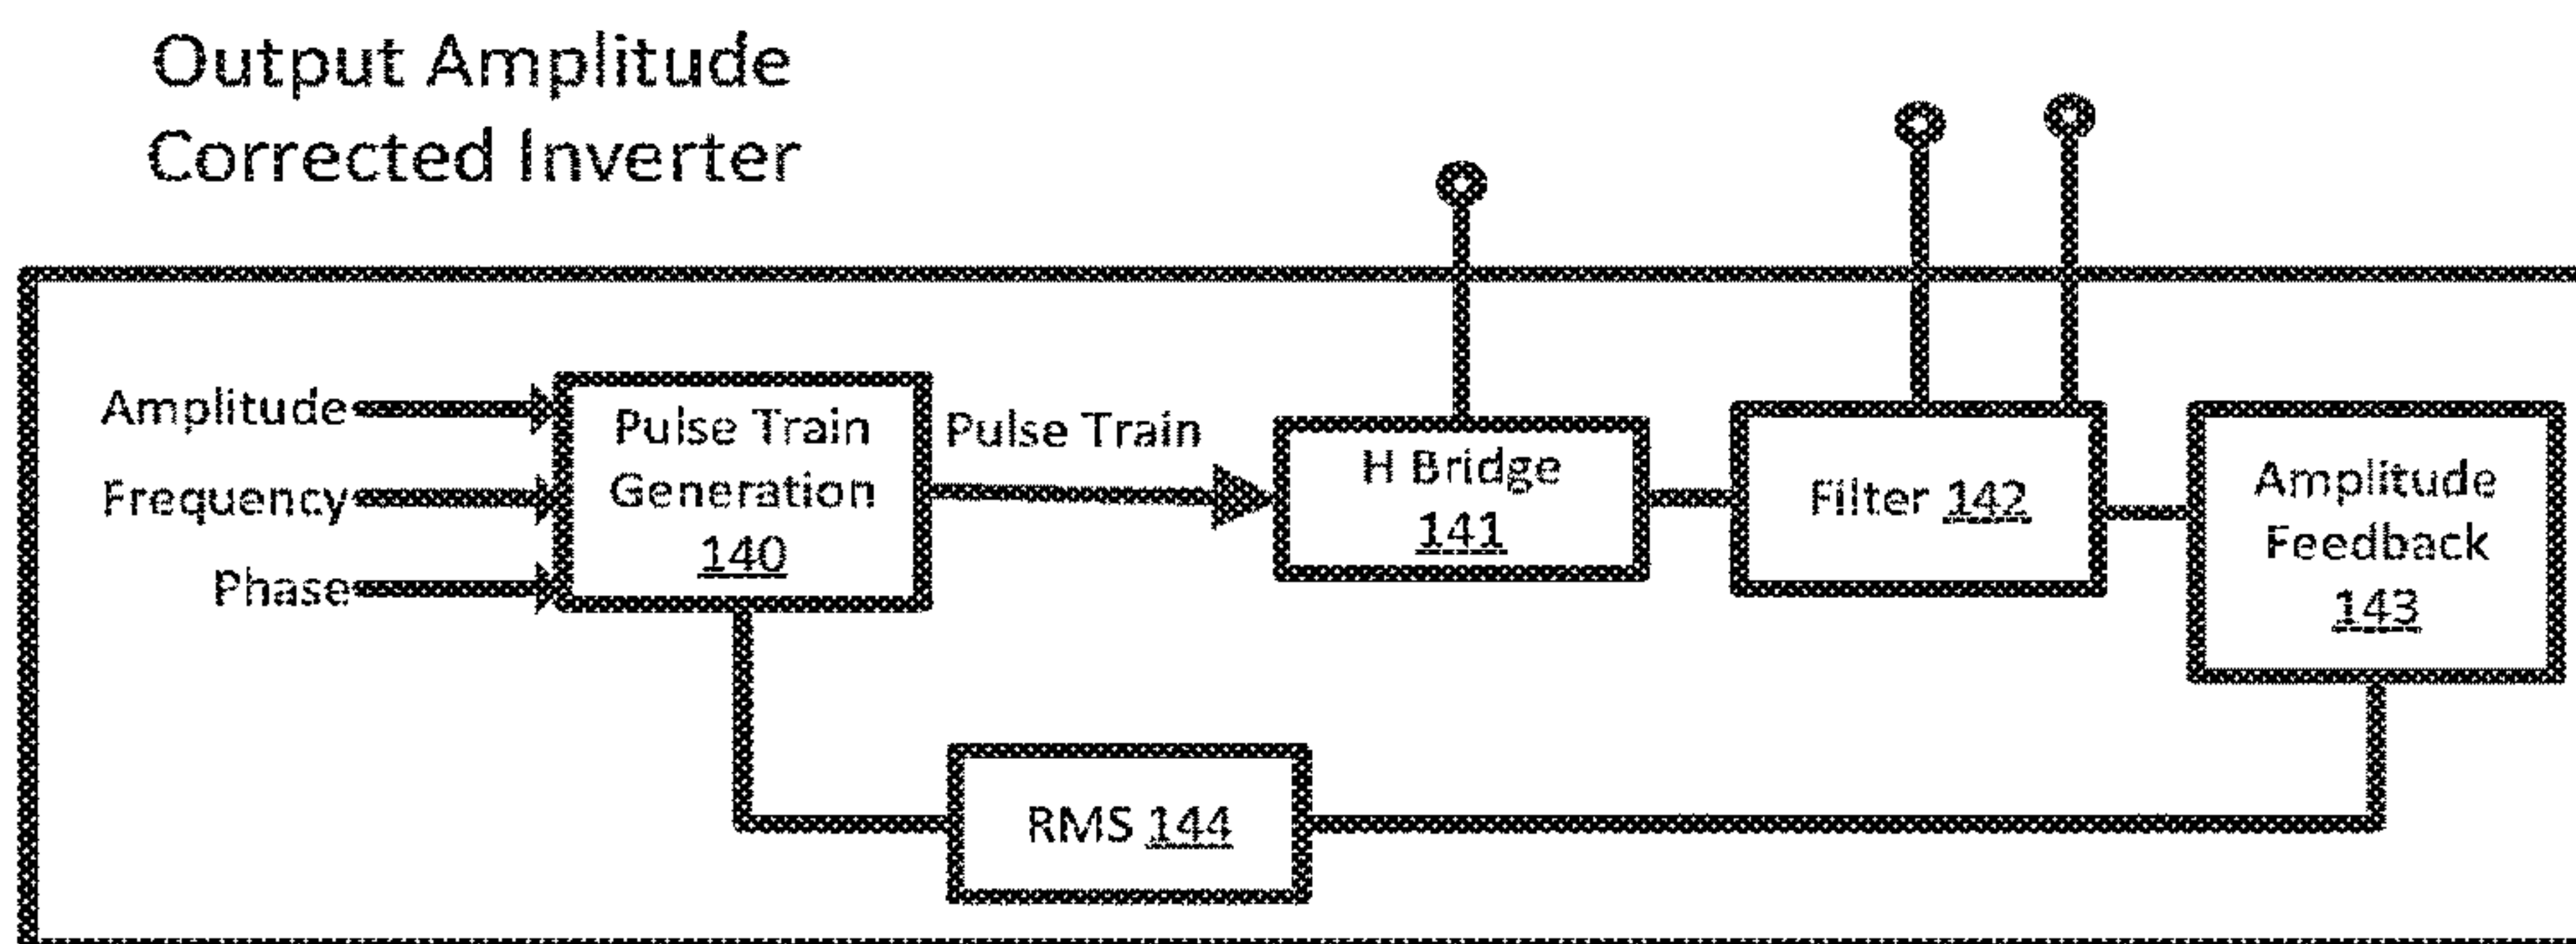 Output Amplitude
Corrected Inverter
Amplitude
Frequency
Phase
Pulse Train
Generation
140
Pulse Train
H Bridge
141
Filter 142
Amplitude
Feedback
143
RMS 144